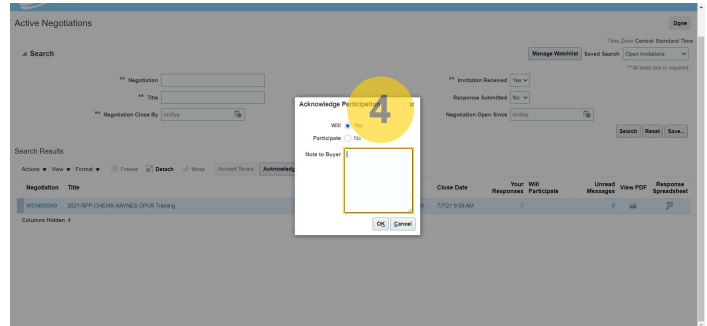 Active Negotiations
Done
Time Zone Central Standard Time
Search
Manage Watchlist Saved Search Open Invitations
** At least one is required
** Negotiation
** Invitation Received Yes
** Title
Response Submitted No
** Negotiation Close By m/d/yy
Negotiation Open Since m/d/yy
Search Reset Save...
Acknowledge Participation
4
Will Yes
Participate No
Note to Buyer
OK Cancel
Search Results
Actions View Format Freeze Detach Wrap Accept Terms
Negotiation Title
Close Date Your Responses Will Participate Unread Messages View PDF Response Spreadsheet
WEN000049 2021-RFP-CHEMS-HAYNES OPUS Training
7/7/21 9:59 AM 0 0
Columns Hidden 4